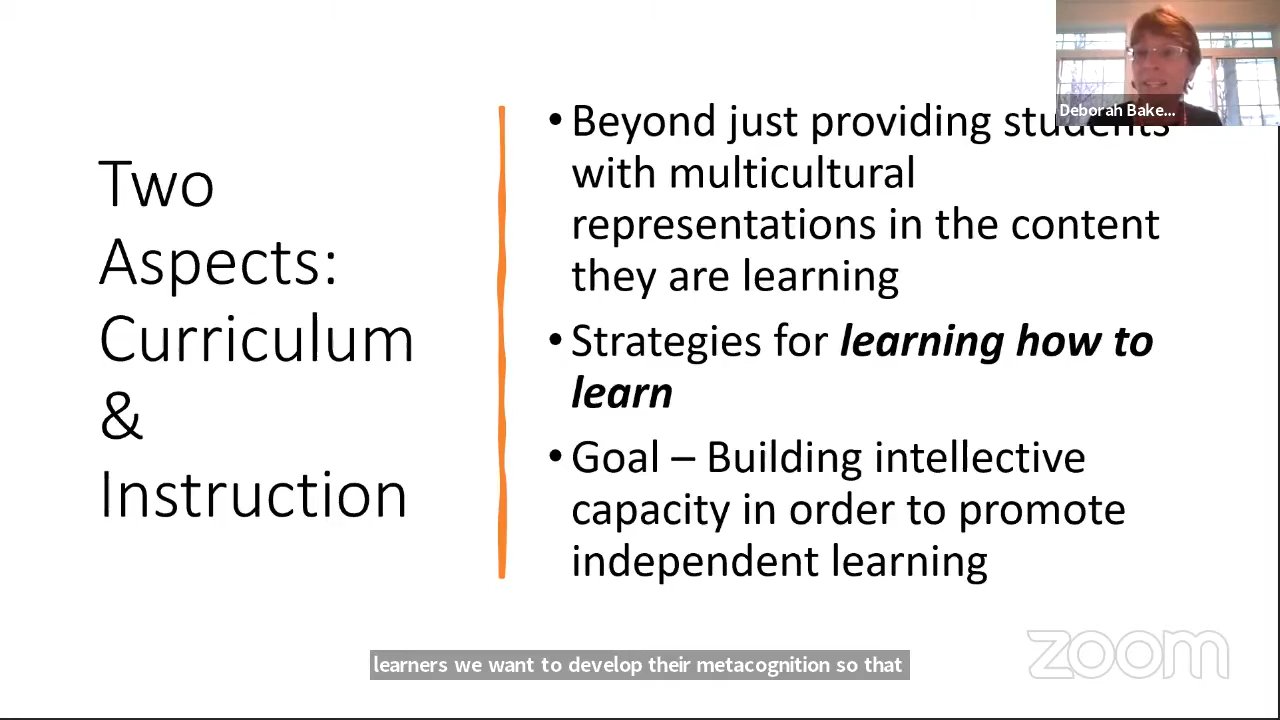 Two
Aspects:
Curriculum
&
Instruction
• Beyond just providing students
with multicultural
representations in the content
they are learning
• Strategies for learning how to
learn
• Goal – Building intellective
capacity in order to promote
independent learning
Deborah Bake...
learners we want to develop their metacognition so that
zoom